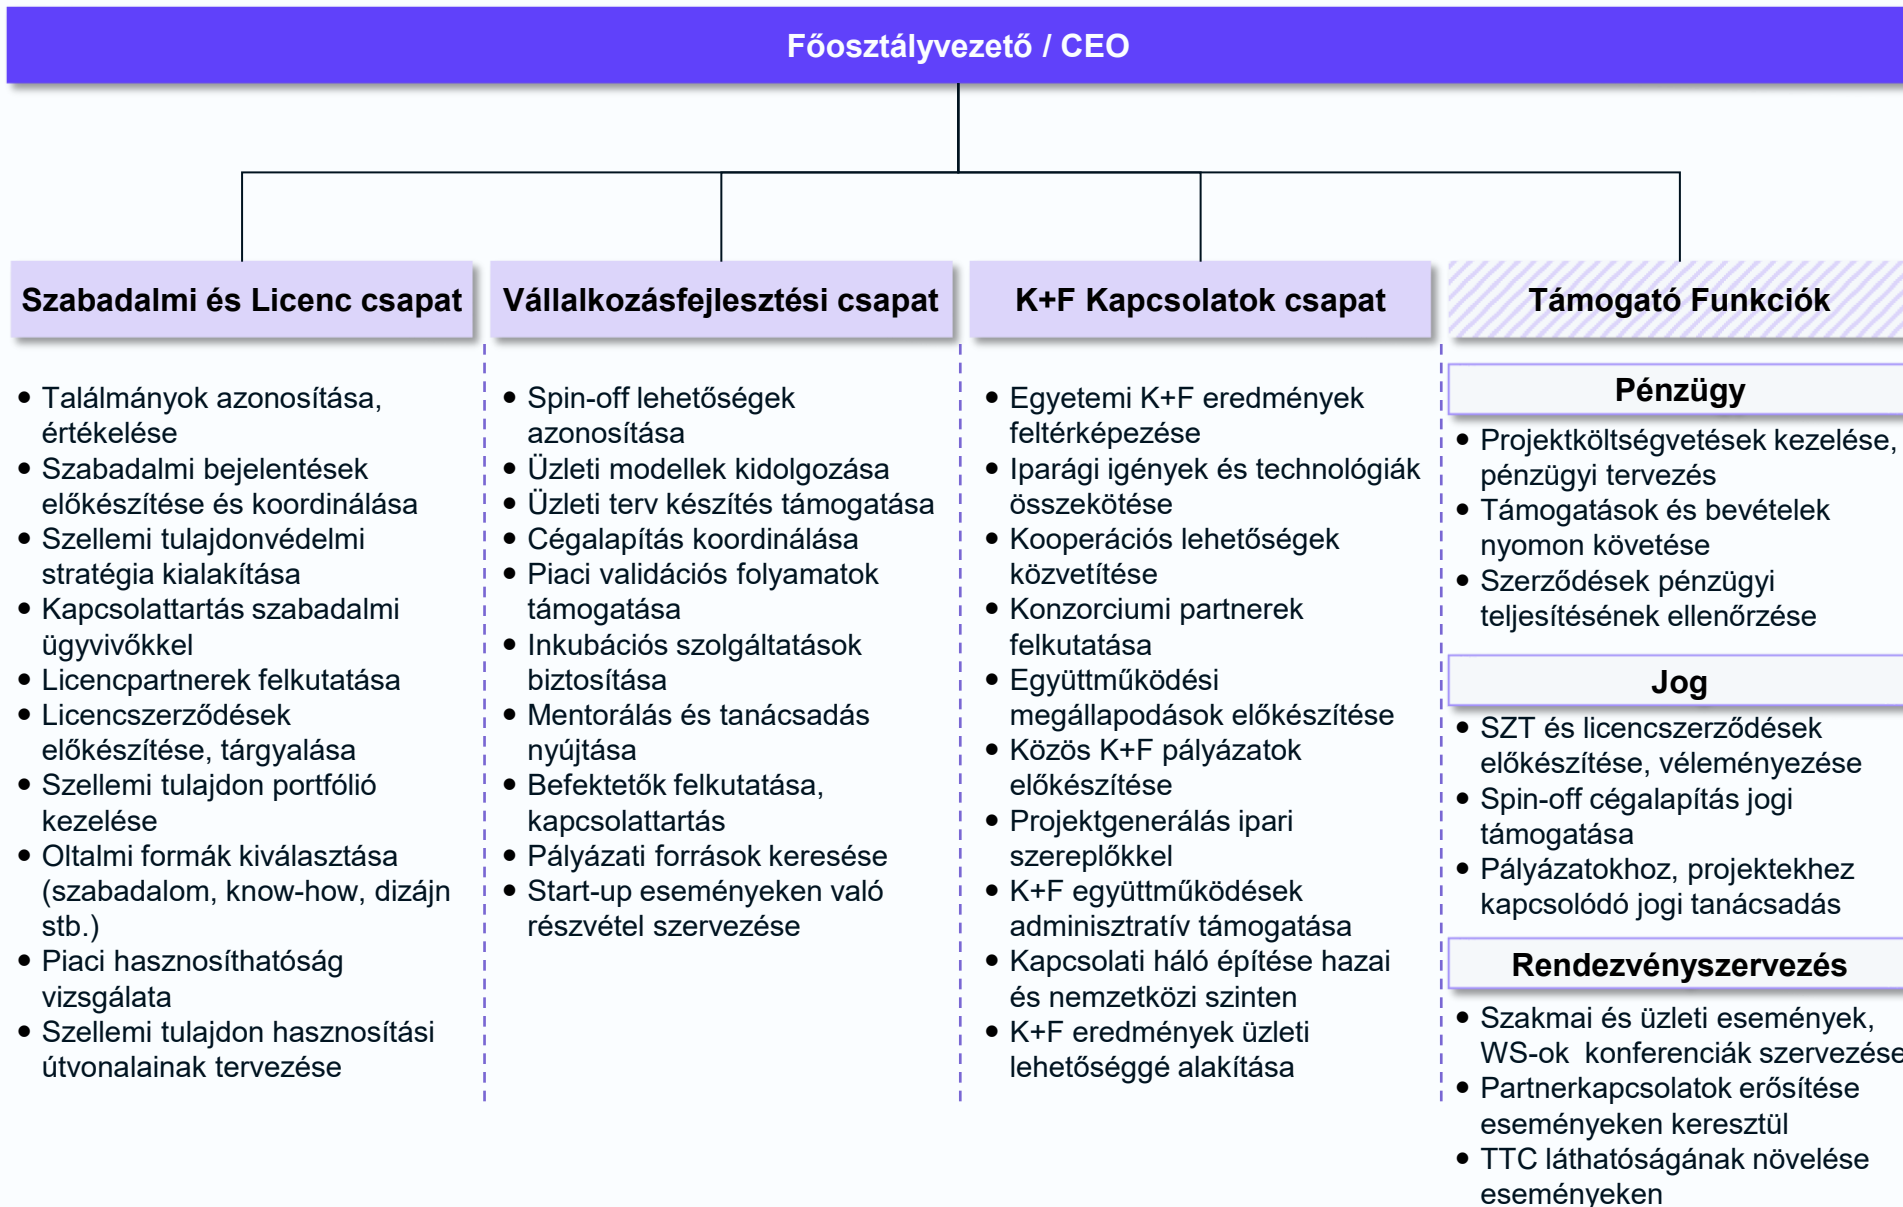 Főosztályvezető / CEO
Szabadalmi és Licenc csapat
• Találmányok azonosítása,
értékelése
• Szabadalmi bejelentések
előkészítése és koordinálása
• Szellemi tulajdonvédelmi
stratégia kialakítása
• Kapcsolattartás szabadalmi
ügyvivőkkel
• Licencpartnerek felkutatása
• Licencszerződések
előkészítése, tárgyalása
• Szellemi tulajdon portfólió
kezelése
• Oltalmi formák kiválasztása
(szabadalom, know-how, dizájn
stb.)
• Piaci hasznosíthatóság
vizsgálata
• Szellemi tulajdon hasznosítási
útvonalainak tervezése
Vállalkozásfejlesztési csapat
• Spin-off lehetőségek
azonosítása
• Üzleti modellek kidolgozása
• Üzleti terv készítés támogatása
• Cégalapítás koordinálása
• Piaci validációs folyamatok
támogatása
• Inkubációs szolgáltatások
biztosítása
• Mentorálás és tanácsadás
nyújtása
• Befektetők felkutatása,
kapcsolattartás
• Pályázati források keresése
• Start-up eseményeken való
részvétel szervezése
K+F Kapcsolatok csapat
• Egyetemi K+F eredmények
feltérképezése
• Iparági igények és technológiák
összekötése
• Kooperációs lehetőségek
közvetítése
• Konzorciumi partnerek
felkutatása
• Együttműködési
megállapodások előkészítése
• Közös K+F pályázatok
előkészítése
• Projektgenerálás ipari
szereplőkkel
• K+F együttműködések
adminisztratív támogatása
• Kapcsolati háló építése hazai
és nemzetközi szinten
• K+F eredmények üzleti
lehetőséggé alakítása
Támogató Funkciók
Pénzügy
• Projektköltségvetések kezelése,
pénzügyi tervezés
• Támogatások és bevételek
nyomon követése
• Szerződések pénzügyi
teljesítésének ellenőrzése
Jog
• SZT és licencszerződések
előkészítése, véleményezése
• Spin-off cégalapítás jogi
támogatása
• Pályázatokhoz, projektekhez
kapcsolódó jogi tanácsadás
Rendezvényszervezés
• Szakmai és üzleti események,
WS-ok  konferenciák szervezése
• Partnerkapcsolatok erősítése
eseményeken keresztül
• TTC láthatóságának növelése
eseményeken